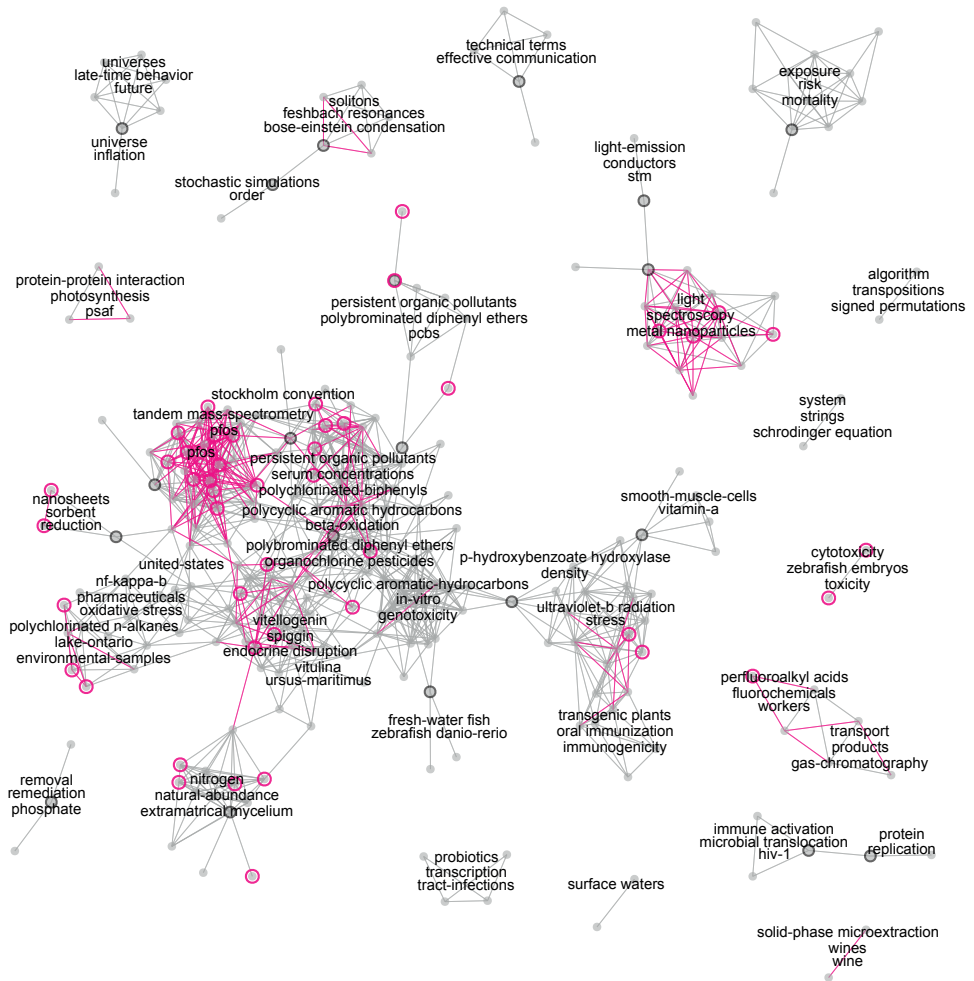 technical terms
effective communication
universes
late-time behavior
future
universe
inflation
solitons
feshbach resonances
bose-einstein condensation
stochastic simulations
order
exposure
risk
mortality
light-emission
conductors
stm
protein-protein interaction
photosynthesis
psaf
persistent organic pollutants
polybrominated diphenyl ethers
pcbs
light
spectroscopy
metal nanoparticles
algorithm
transpositions
signed permutations
system
strings
schrodinger equation
stockholm convention
tandem mass-spectrometry
pfos
pfos
persistent organic pollutants
serum concentrations
polychlorinated-biphenyls
polycyclic aromatic hydrocarbons
beta-oxidation
polybrominated diphenyl ethers
organochlorine pesticides
nanosheets
sorbent
reduction
united-states
smooth-muscle-cells
vitamin-a
p-hydroxybenzoate hydroxylase
density
cytotoxicity
zebrafish embryos
toxicity
nf-kappa-b
pharmaceuticals
oxidative stress
polychlorinated n-alkanes
lake-ontario
environmental-samples
polycyclic aromatic-hydrocarbons
in-vitro
genotoxicity
ultraviolet-b radiation
stress
vitellogenin
spiggin
endocrine disruption
vitulina
ursus-maritimus
perfluoroalkyl acids
fluorochemicals
workers
transport
products
gas-chromatography
transgenic plants
oral immunization
immunogenicity
fresh-water fish
zebrafish danio-rerio
removal
remediation
phosphate
nitrogen
natural-abundance
extramatrical mycelium
immune activation
microbial translocation
hiv-1
protein
replication
probiotics
transcription
tract-infections
surface waters
solid-phase microextraction
wines
wine